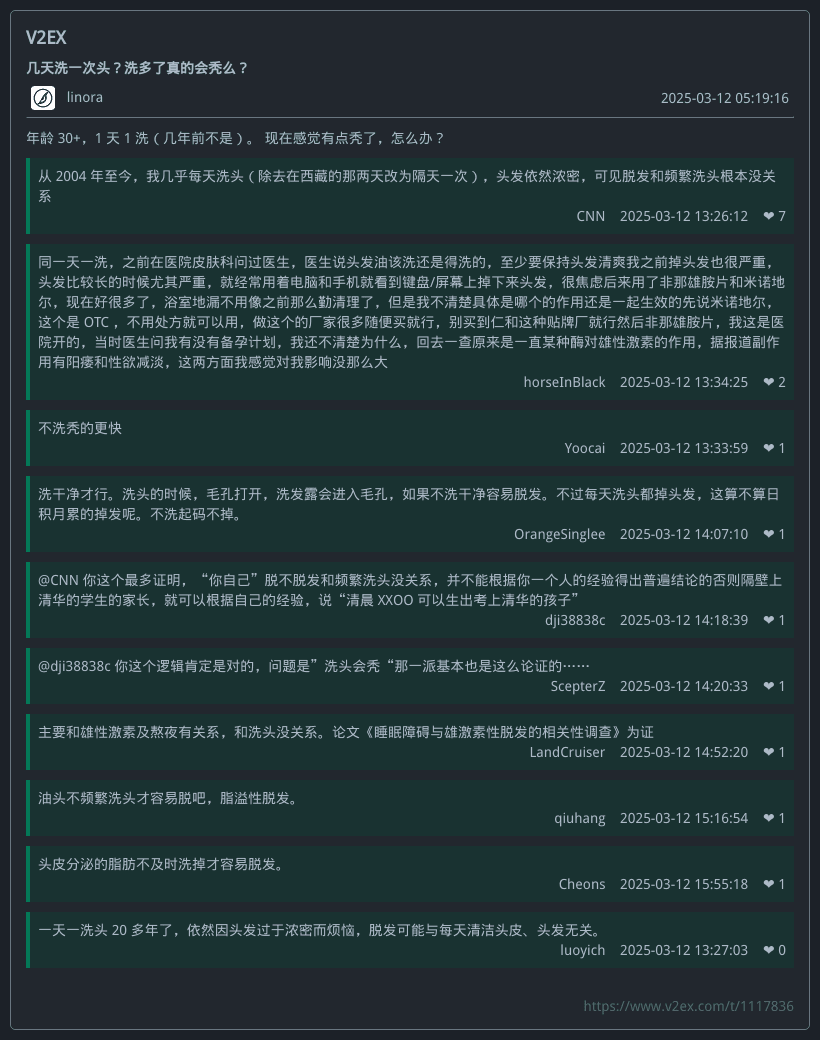 V2EX
几天洗一次头？洗多了真的会秃么？
linora 2025-03-12 05:19:16
年龄 30+，1 天 1 洗（几年前不是）。 现在感觉有点秃了，怎么办？
从 2004 年至今，我几乎每天洗头（除去在西藏的那两天改为隔天一次），头发依然浓密，可见脱发和频繁洗头根本没关
系
CNN 2025-03-12 13:26:12 ❤ 7
同一天一洗，之前在医院皮肤科问过医生，医生说头发油该洗还是得洗的，至少要保持头发清爽我之前掉头发也很严重，
头发比较长的时候尤其严重，就经常用着电脑和手机就看到键盘/屏幕上掉下来头发，很焦虑后来用了非那雄胺片和米诺地
尔，现在好很多了，浴室地漏不用像之前那么勤清理了，但是我不清楚具体是哪个的作用还是一起生效的先说米诺地尔，
这个是 OTC ，不用处方就可以用，做这个的厂家很多随便买就行，别买到仁和这种贴牌厂就行然后非那雄胺片，我这是医
院开的，当时医生问我有没有备孕计划，我还不清楚为什么，回去一查原来是一直某种酶对雄性激素的作用，据报道副作
用有阳痿和性欲减淡，这两方面我感觉对我影响没那么大
horseInBlack 2025-03-12 13:34:25 ❤ 2
不洗秃的更快
Yoocai 2025-03-12 13:33:59 ❤ 1
洗干净才行。洗头的时候，毛孔打开，洗发露会进入毛孔，如果不洗干净容易脱发。不过每天洗头都掉头发，这算不算日
积月累的掉发呢。不洗起码不掉。
OrangeSinglee 2025-03-12 14:07:10 ❤ 1
@CNN 你这个最多证明，“你自己”脱不脱发和频繁洗头没关系，并不能根据你一个人的经验得出普遍结论的否则隔壁上
清华的学生的家长，就可以根据自己的经验，说“清晨 XXOO 可以生出考上清华的孩子”
dji38838c 2025-03-12 14:18:39 ❤ 1
@dji38838c 你这个逻辑肯定是对的，问题是”洗头会秃“那一派基本也是这么论证的……
ScepterZ 2025-03-12 14:20:33 ❤ 1
主要和雄性激素及熬夜有关系，和洗头没关系。论文《睡眠障碍与雄激素性脱发的相关性调查》为证
LandCruiser 2025-03-12 14:52:20 ❤ 1
油头不频繁洗头才容易脱吧，脂溢性脱发。
qiuhang 2025-03-12 15:16:54 ❤ 1
头皮分泌的脂肪不及时洗掉才容易脱发。
Cheons 2025-03-12 15:55:18 ❤ 1
一天一洗头 20 多年了，依然因头发过于浓密而烦恼，脱发可能与每天清洁头皮、头发无关。
luoyich 2025-03-12 13:27:03 ❤ 0
https://www.v2ex.com/t/1117836